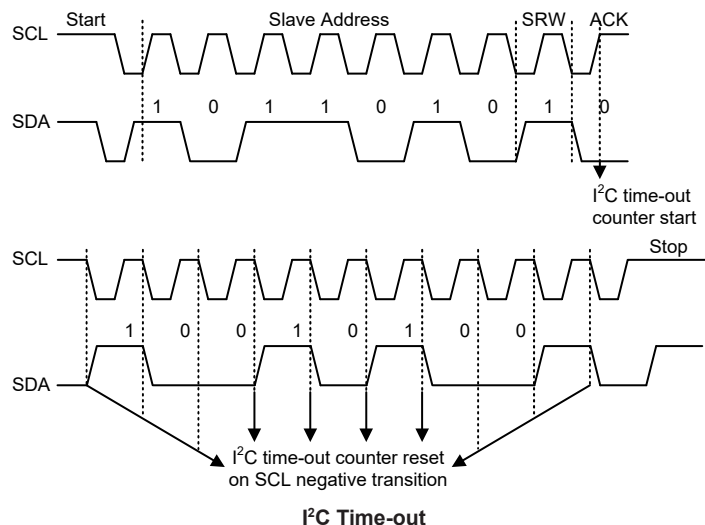 Start Slave Address SRW ACK
SCL
1 0 1 1 0 1 0 1 0
SDA
I²C time-out
counter start
Stop
SCL
1 0 0 1 0 1 0 0
SDA
I²C time-out counter reset
on SCL negative transition
I²C Time-out